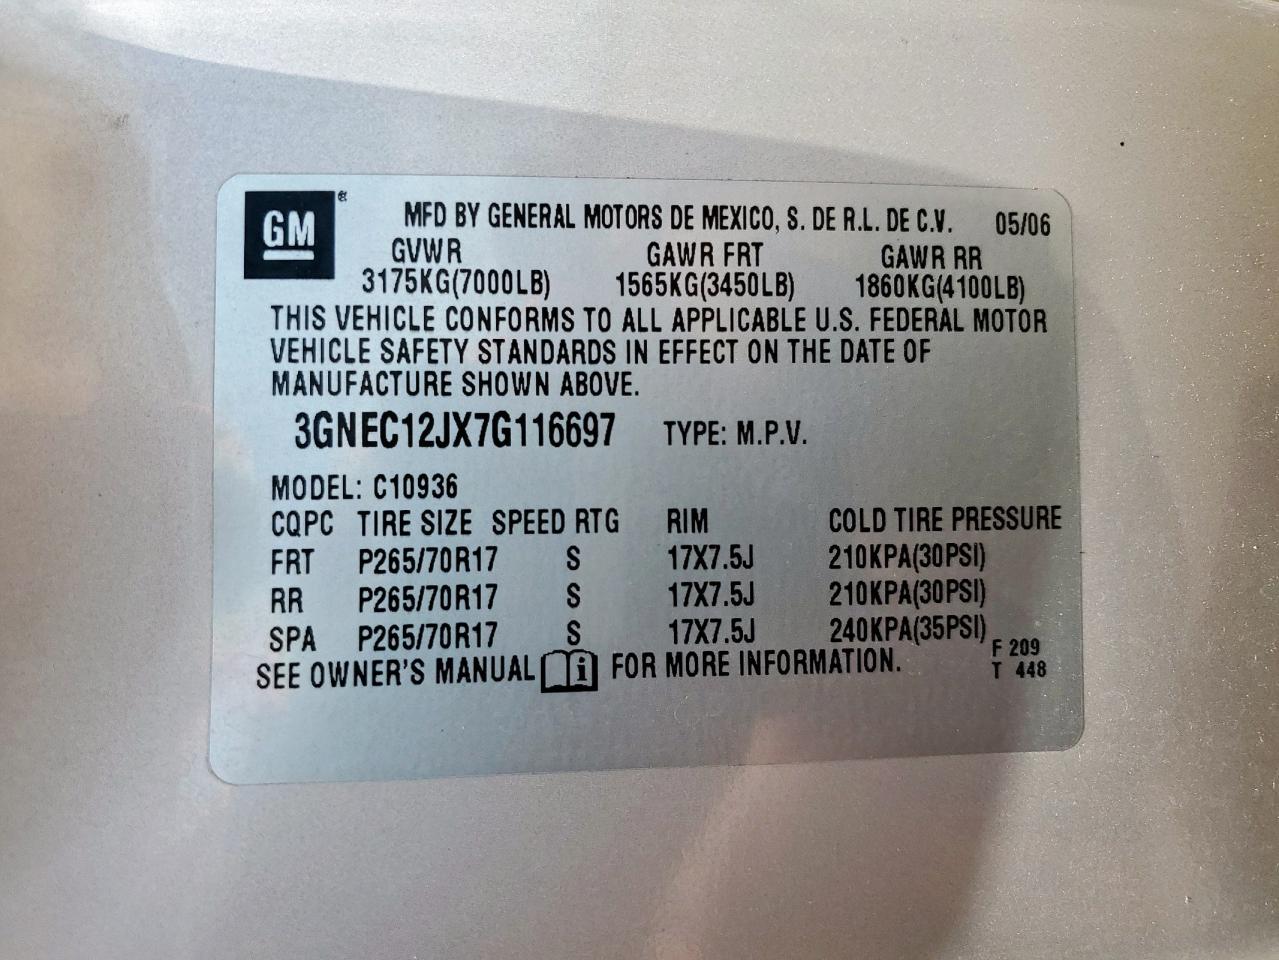 GM®
MFD BY GENERAL MOTORS DE MEXICO, S. DE R.L. DE C.V. 05/06
GVWR GAWR FRT GAWR RR
3175KG(7000LB) 1565KG(3450LB) 1860KG(4100LB)
THIS VEHICLE CONFORMS TO ALL APPLICABLE U.S. FEDERAL MOTOR
VEHICLE SAFETY STANDARDS IN EFFECT ON THE DATE OF
MANUFACTURE SHOWN ABOVE.
3GNEC12JX7G116697 TYPE: M.P.V.
MODEL: C10936
CQPC TIRE SIZE SPEED RTG RIM COLD TIRE PRESSURE
FRT P265/70R17 S 17X7.5J 210KPA(30PSI)
RR P265/70R17 S 17X7.5J 210KPA(30PSI)
SPA P265/70R17 S 17X7.5J 240KPA(35PSI)
SEE OWNER'S MANUAL i FOR MORE INFORMATION.
F 209
T 448